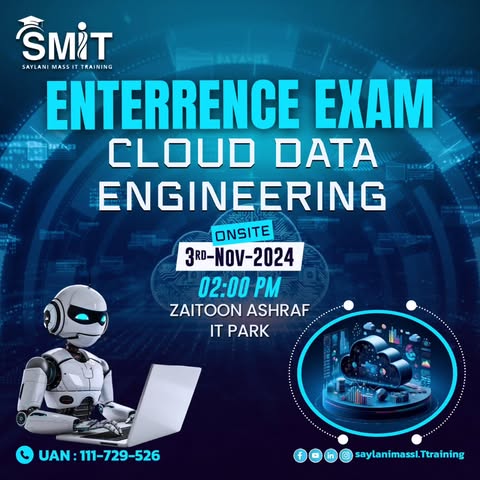 SMIT
SAYLANI MASS IT TRAINING
ENTERRENCE EXAM
CLOUD DATA
ENGINEERING
ONSITE
3RD-NOV-2024
02:00 PM
ZAITOON ASHRAF
IT PARK
UAN : 111-729-526
saylanimassI.Ttraining